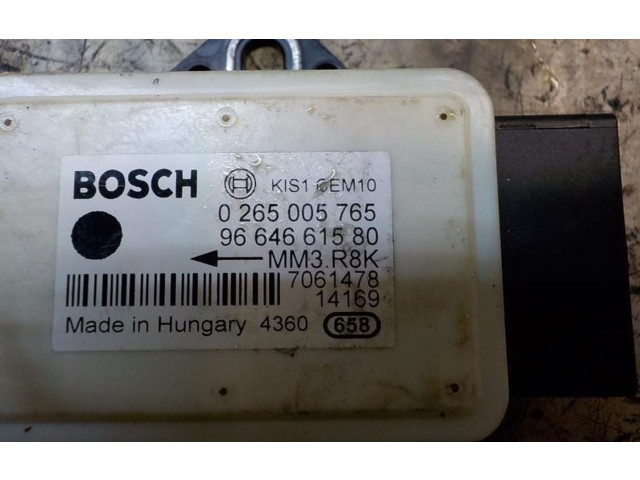 BOSCH KIS1 CEM10
0 265 005 765
96 646 615 80
MM3.R8K
7061478
14169
Made in Hungary 4360 658